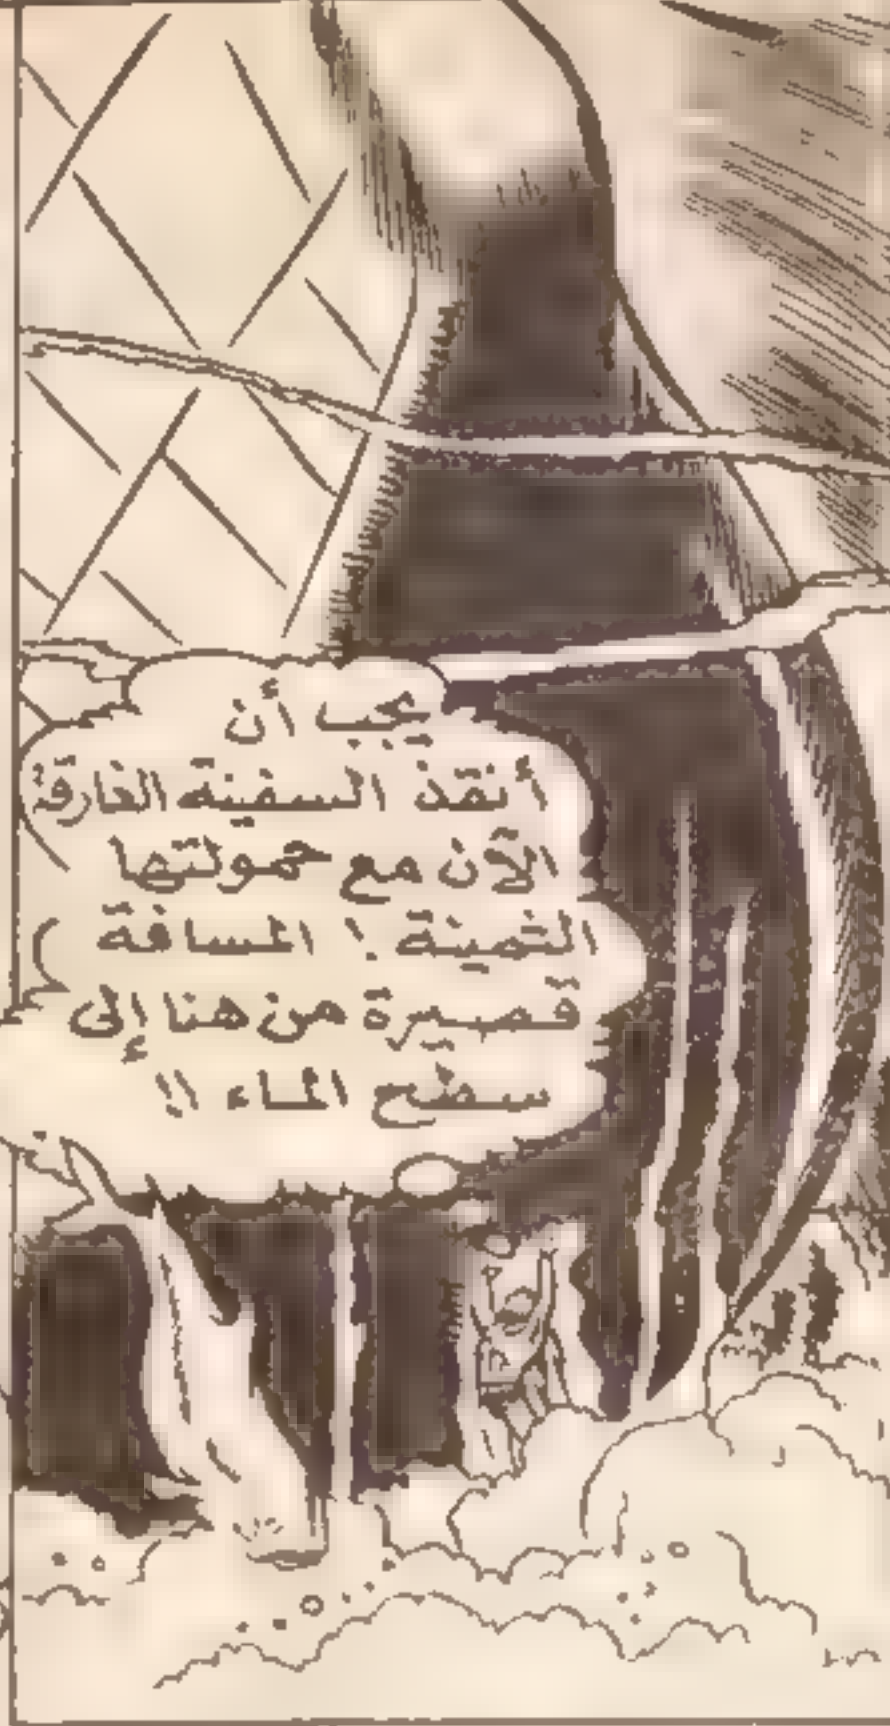 يجب أن
أنقذ السفينة الغارقة
الآن مع حمولتها
الثمينة ! المسافة
قصيرة من هنا إلى
سطح الماء !!